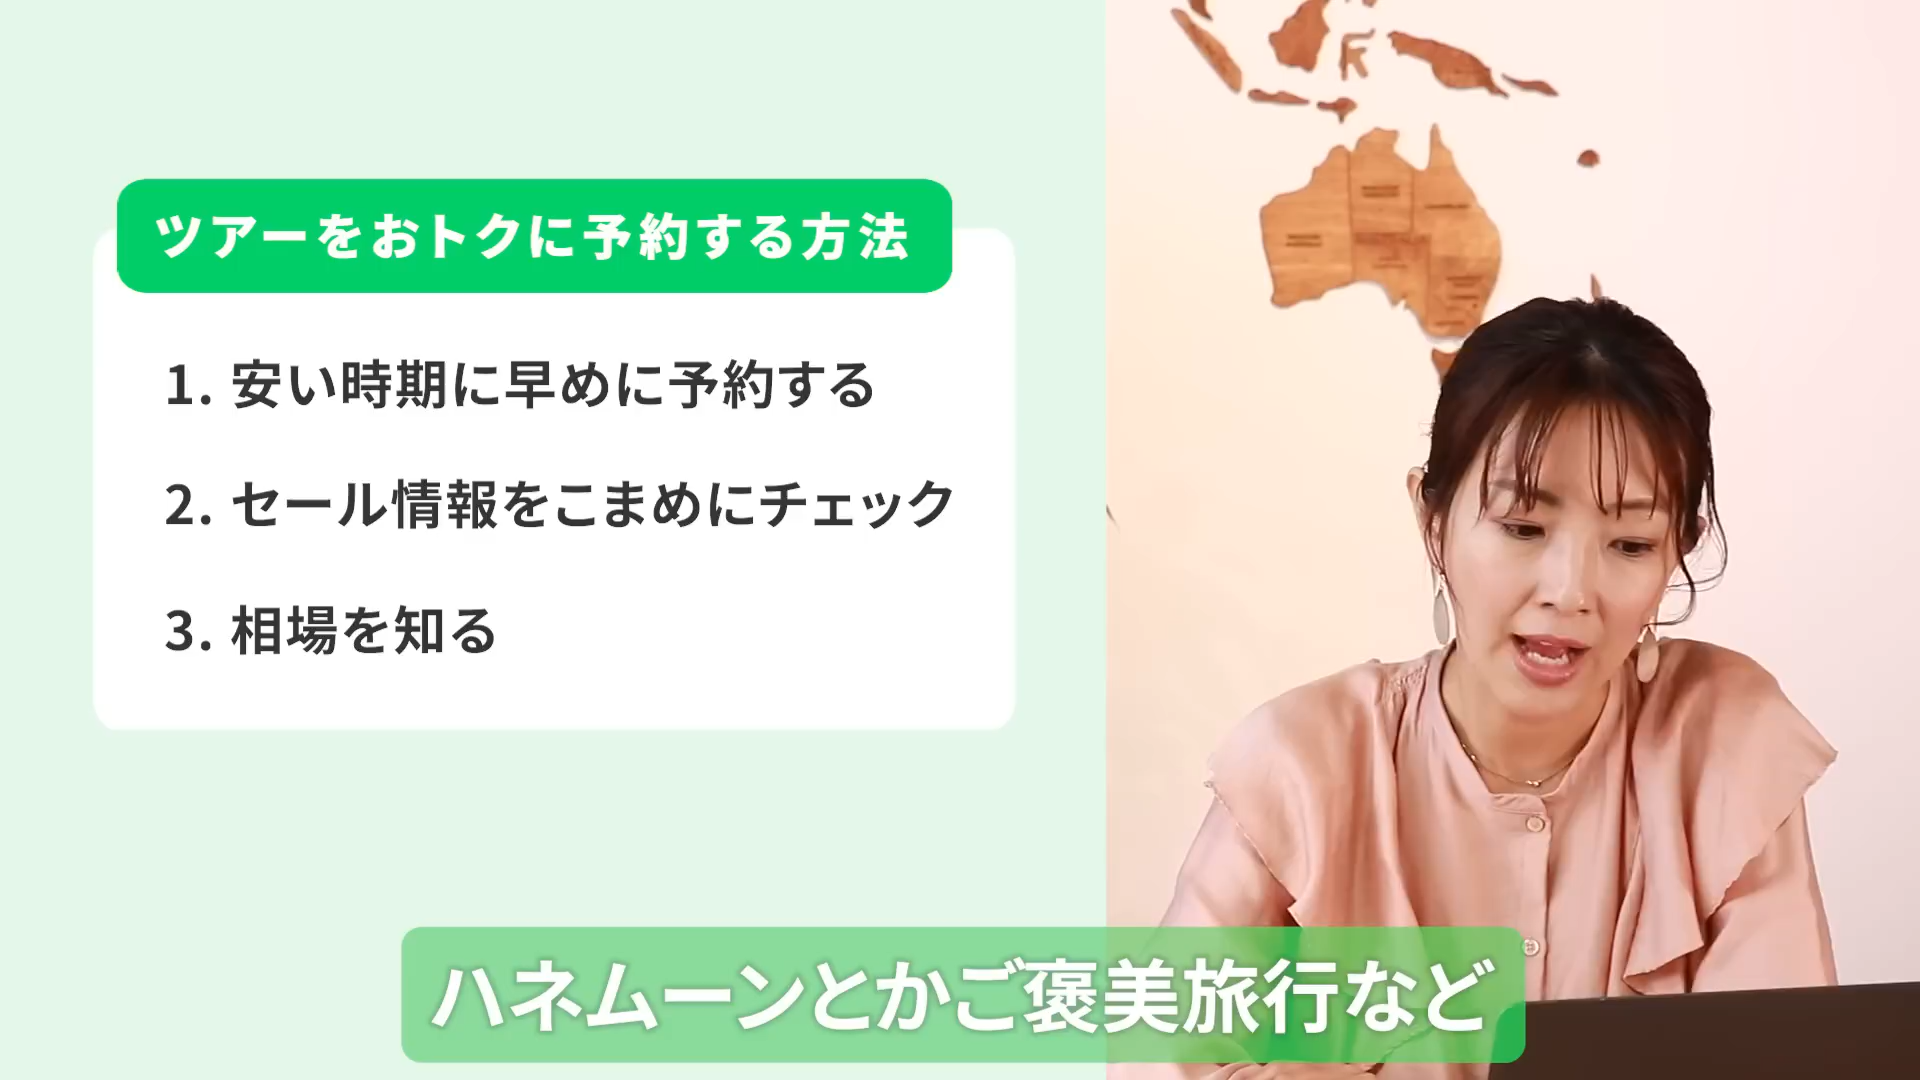 ツアーをおトクに予約する方法
1. 安い時期に早めに予約する
2. セール情報をこまめにチェック
3. 相場を知る
ハネムーンとかご褒美旅行など